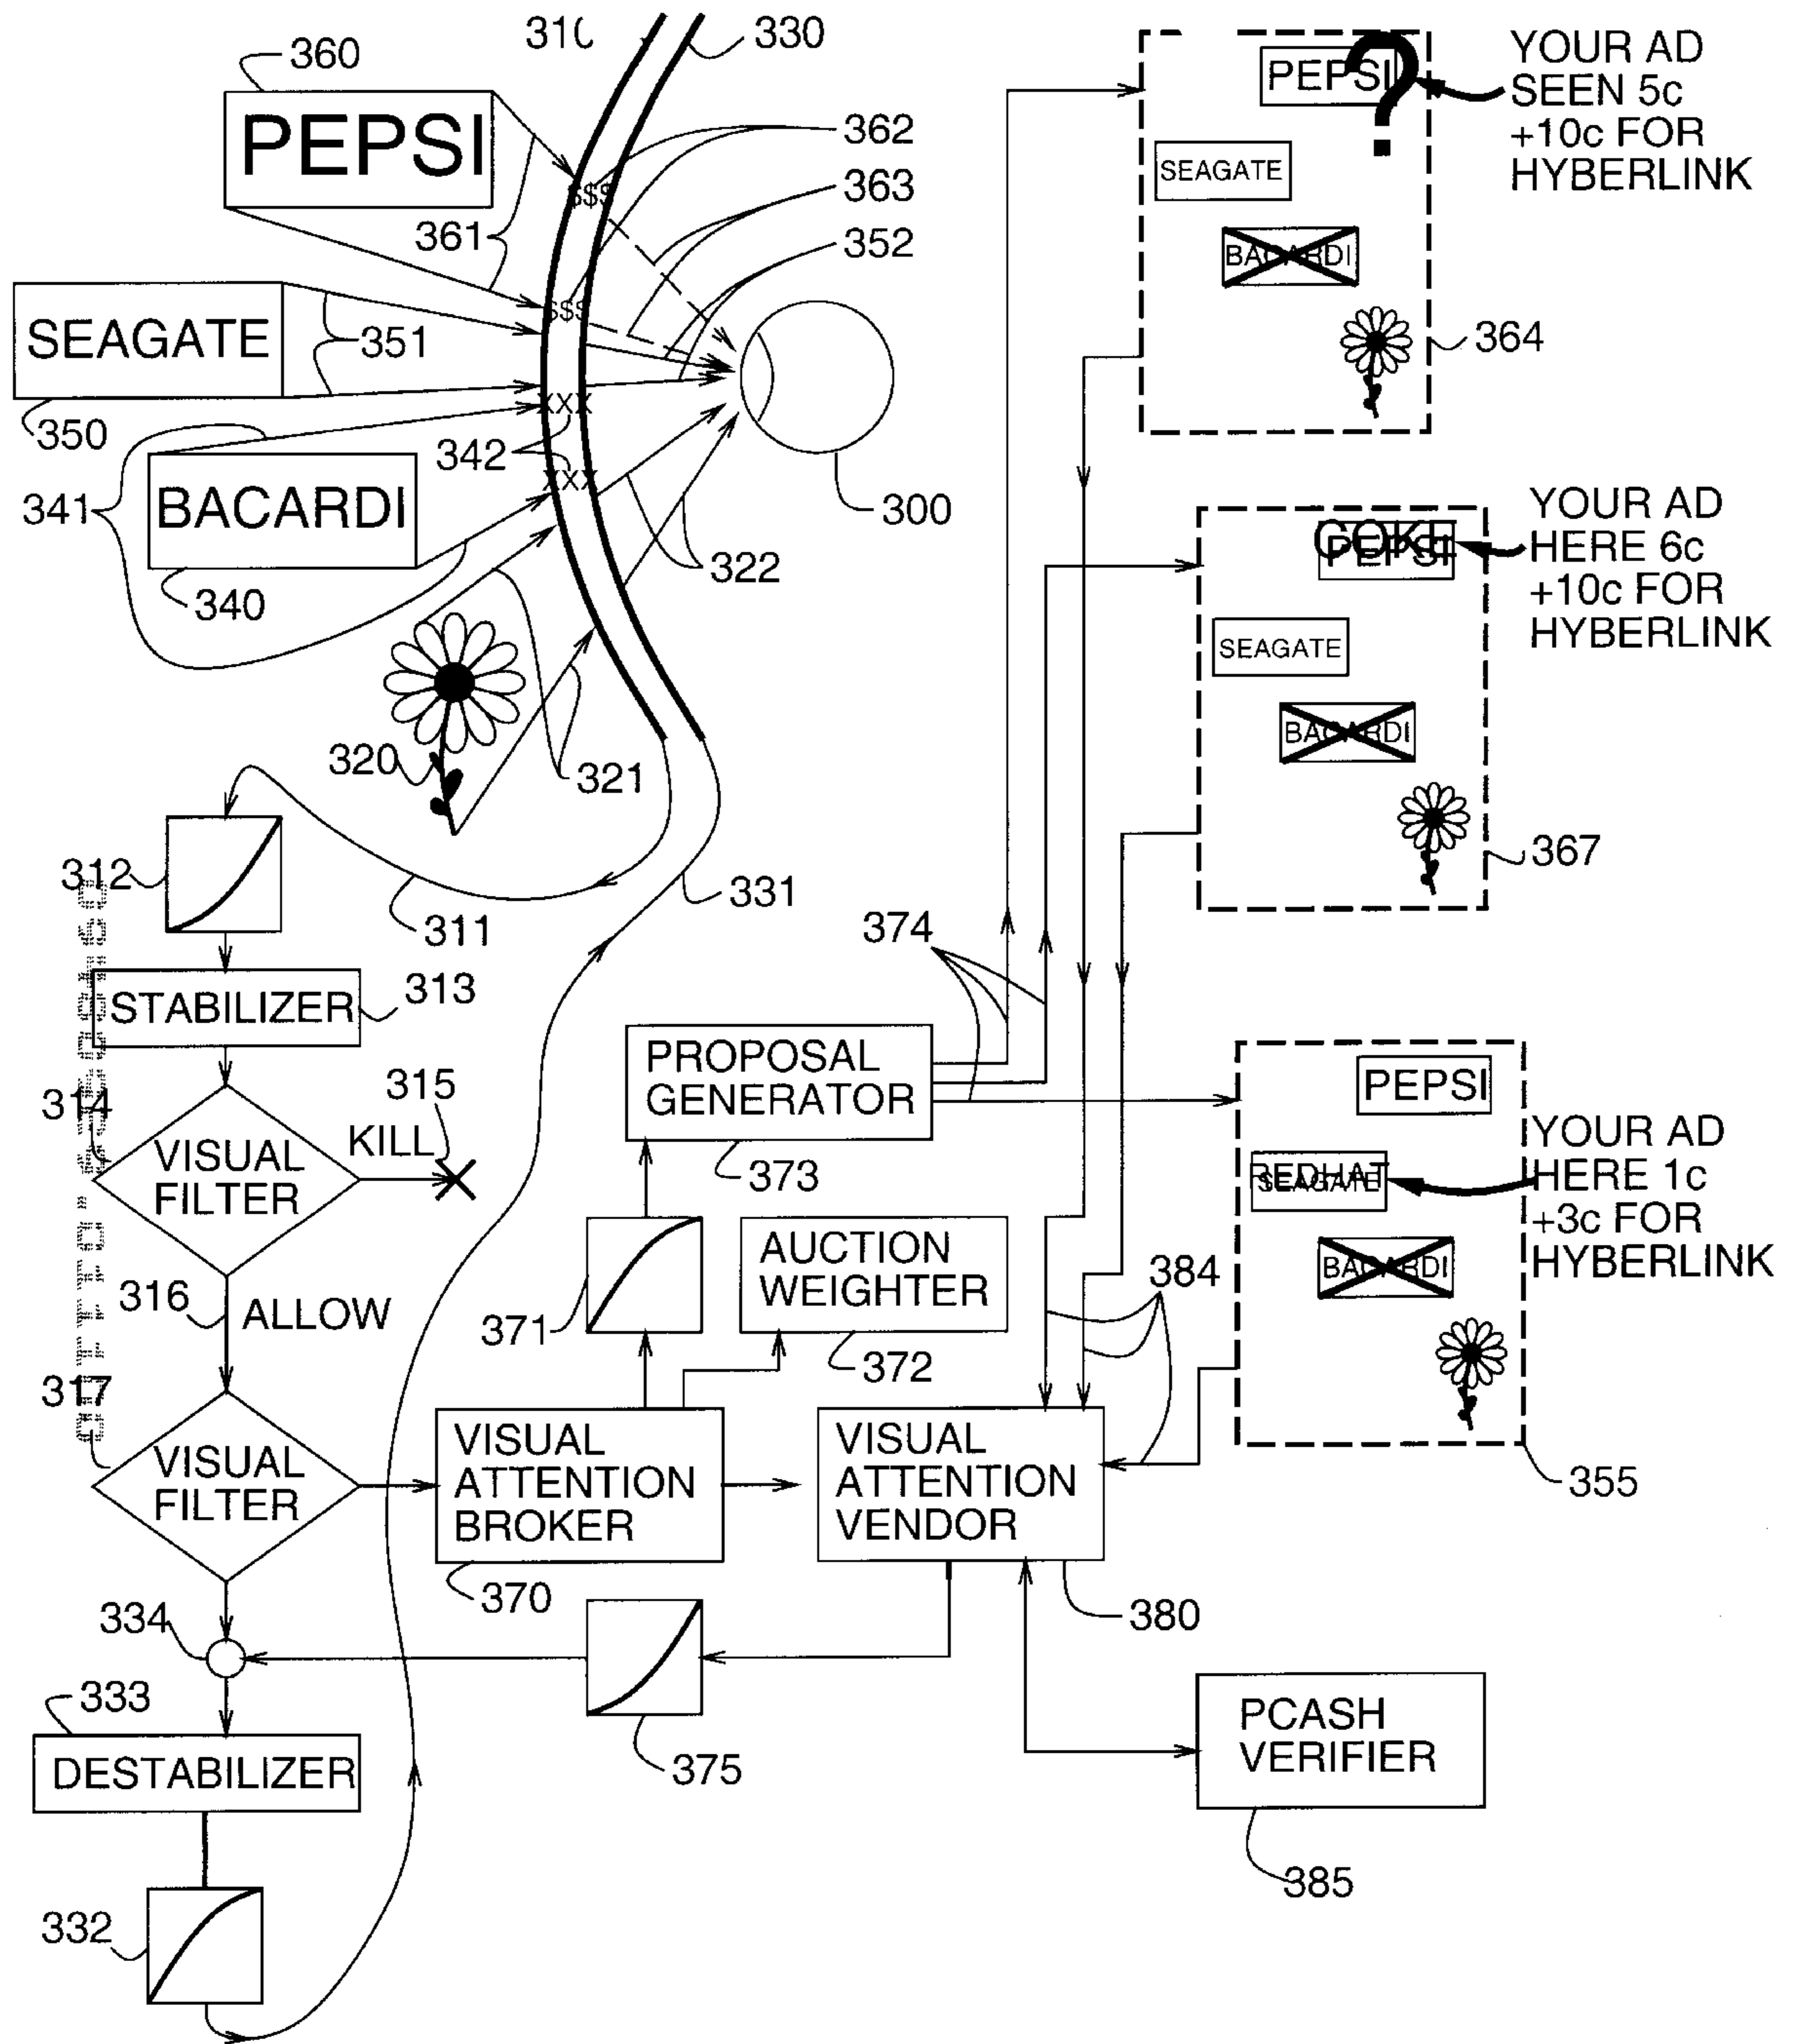 310
330
360
PEPSI
$$$
362
363
361
352
SEAGATE
351
$$$
350
XXX
342
XXX
341
BACARDI
340
300
322
320
321
312
311
331
STABILIZER
313
314
VISUAL
FILTER
KILL
315
316
ALLOW
317
VISUAL
FILTER
334
333
DESTABILIZER
332
374
PROPOSAL
GENERATOR
373
371
AUCTION
WEIGHTER
372
384
VISUAL
ATTENTION
BROKER
370
VISUAL
ATTENTION
VENDOR
380
375
PCASH
VERIFIER
385
PEPSI
?
YOUR AD
SEEN 5c
+10c FOR
HYBERLINK
SEAGATE
BACARDI
364
COKE
PEPSI
YOUR AD
HERE 6c
+10c FOR
HYBERLINK
SEAGATE
BACARDI
367
PEPSI
REDHAT
SEAGATE
YOUR AD
HERE 1c
+3c FOR
HYBERLINK
BACARDI
355